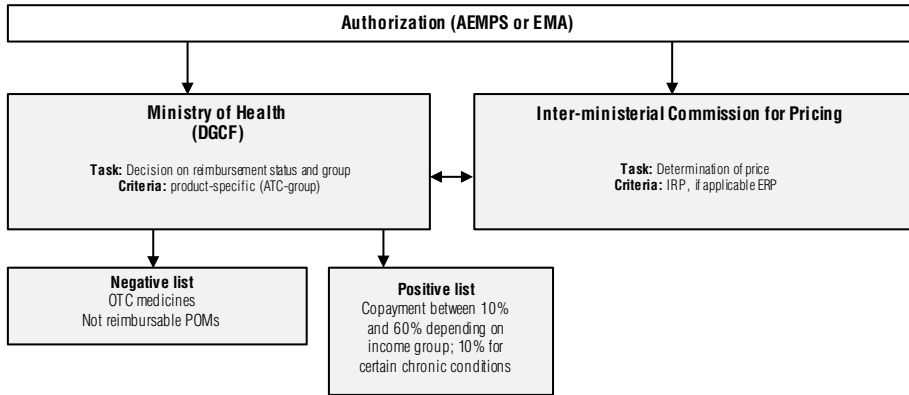 Authorization (AEMPS or EMA)
Ministry of Health
(DGCF)
Task: Decision on reimbursement status and group
Criteria: product-specific (ATC-group)
Inter-ministerial Commission for Pricing
Task: Determination of price
Criteria: IRP, if applicable ERP
Negative list
OTC medicines
Not reimbursable POMs
Positive list
Copayment between 10%
and 60% depending on
income group; 10% for
certain chronic conditions